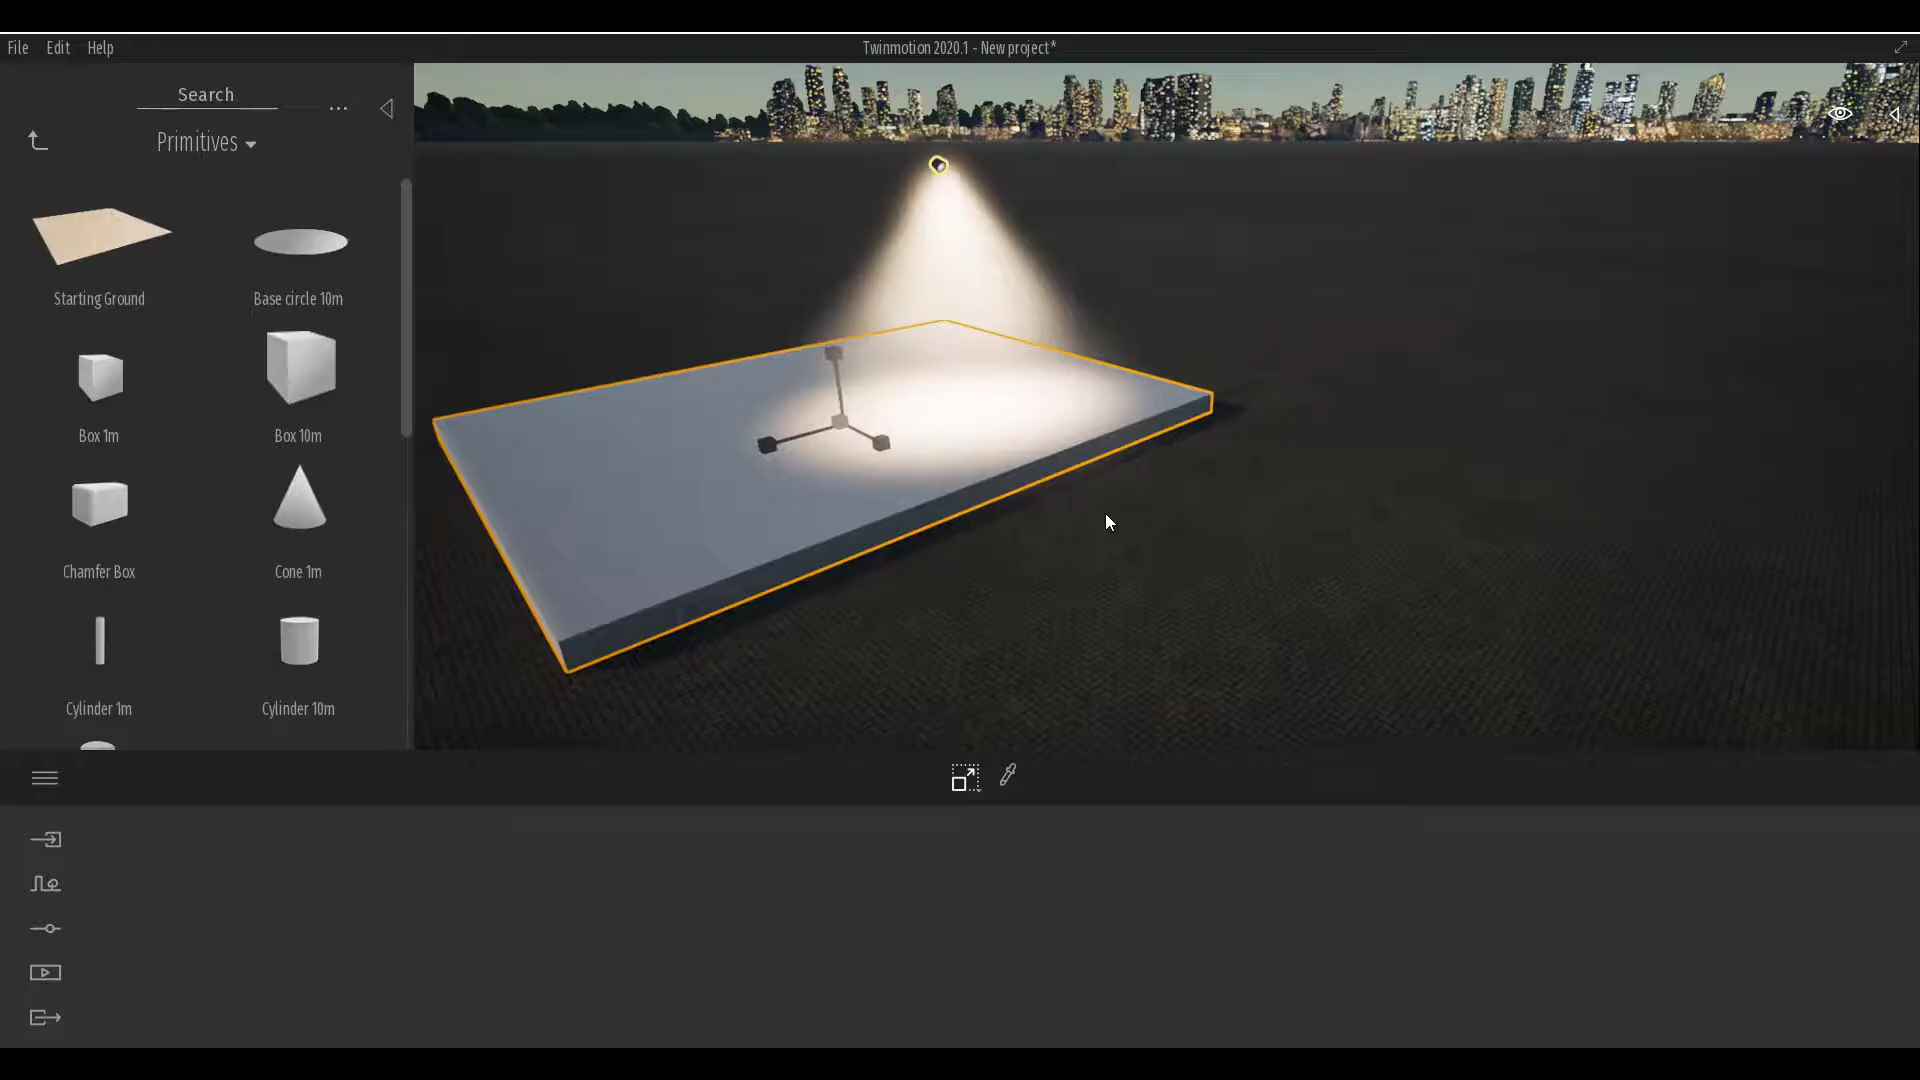 File Edit Help
Twinmotion 2020.1 - New project*
Search
...
Primitives
Starting Ground
Base circle 10m
Box 1m
Box 10m
Chamfer Box
Cone 1m
Cylinder 1m
Cylinder 10m